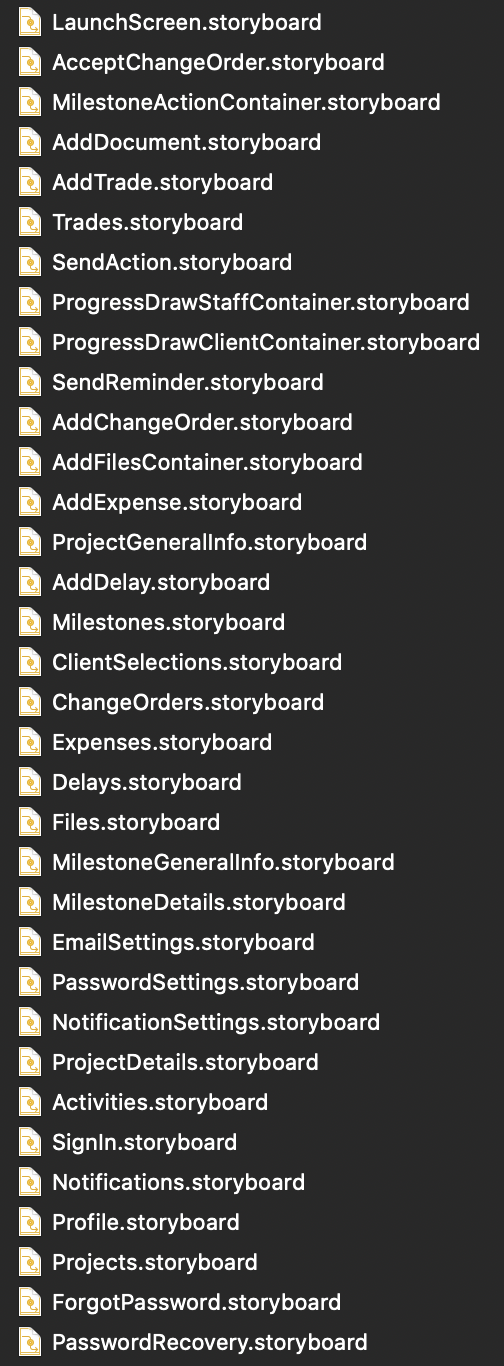 LaunchScreen.storyboard
AcceptChangeOrder.storyboard
MilestoneActionContainer.storyboard
AddDocument.storyboard
AddTrade.storyboard
Trades.storyboard
SendAction.storyboard
ProgressDrawStaffContainer.storyboard
ProgressDrawClientContainer.storyboard
SendReminder.storyboard
AddChangeOrder.storyboard
AddFilesContainer.storyboard
AddExpense.storyboard
ProjectGeneralInfo.storyboard
AddDelay.storyboard
Milestones.storyboard
ClientSelections.storyboard
ChangeOrders.storyboard
Expenses.storyboard
Delays.storyboard
Files.storyboard
MilestoneGeneralInfo.storyboard
MilestoneDetails.storyboard
EmailSettings.storyboard
PasswordSettings.storyboard
NotificationSettings.storyboard
ProjectDetails.storyboard
Activities.storyboard
SignIn.storyboard
Notifications.storyboard
Profile.storyboard
Projects.storyboard
ForgotPassword.storyboard
PasswordRecovery.storyboard